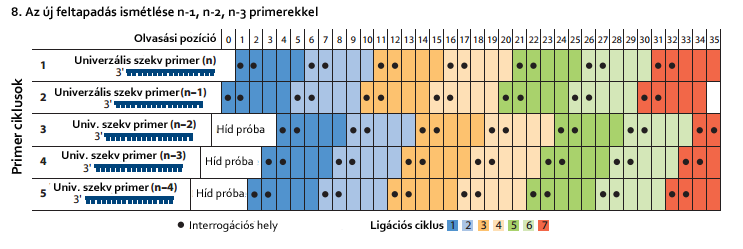 8. Az új feltapadás ismétlése n-1, n-2, n-3 primerekkel
Olvasási pozíció 0 1 2 3 4 5 6 7 8 9 10 11 12 13 14 15 16 17 18 19 20 21 22 23 24 25 26 27 28 29 30 31 32 33 34 35
Primer ciklusok
1 Univerzális szekv primer (n)
3'
2 Univerzális szekv primer (n–1)
3'
3 Univ. szekv primer (n–2)
3'
Híd próba
4 Univ. szekv primer (n–3)
3'
Híd próba
5 Univ. szekv primer (n–4)
3'
Híd próba
● Interrogációs hely Ligációs ciklus 1 2 3 4 5 6 7